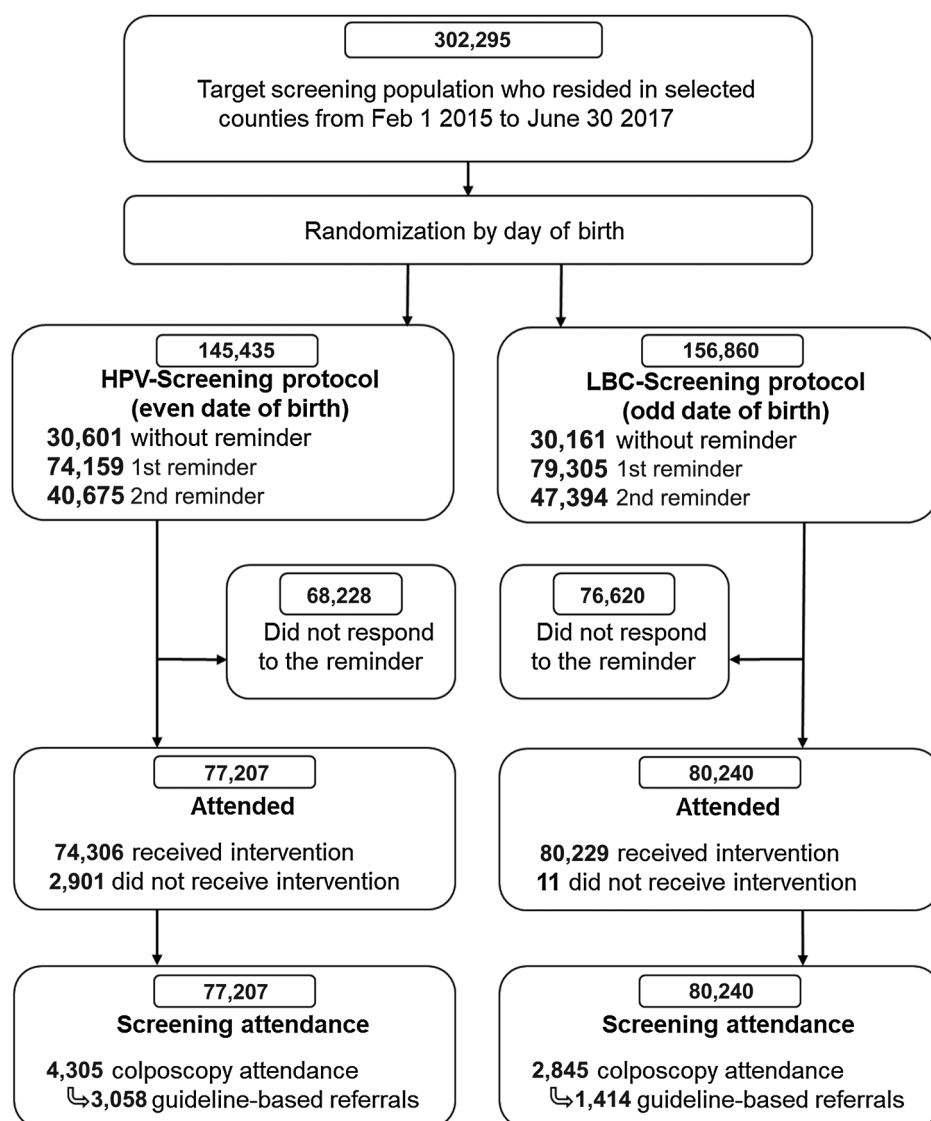 302,295
Target screening population who resided in selected
counties from Feb 1 2015 to June 30 2017
Randomization by day of birth
145,435
HPV-Screening protocol
(even date of birth)
30,601 without reminder
74,159 1st reminder
40,675 2nd reminder
156,860
LBC-Screening protocol
(odd date of birth)
30,161 without reminder
79,305 1st reminder
47,394 2nd reminder
68,228
Did not respond
to the reminder
76,620
Did not respond
to the reminder
77,207
Attended
74,306 received intervention
2,901 did not receive intervention
80,240
Attended
80,229 received intervention
11 did not receive intervention
77,207
Screening attendance
4,305 colposcopy attendance
3,058 guideline-based referrals
80,240
Screening attendance
2,845 colposcopy attendance
1,414 guideline-based referrals